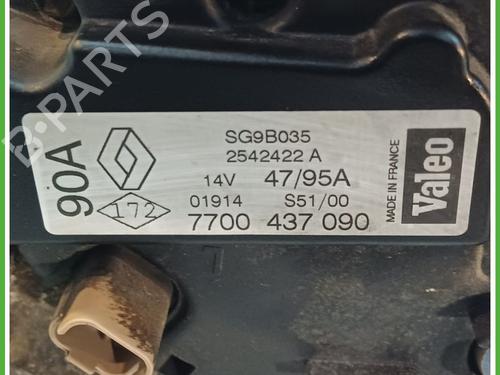 B-PARTS
90A
172
SG9B035
2542422 A
14V 47/95A
01914 S51/00
7700 437 090
MADE IN FRANCE
Valeo